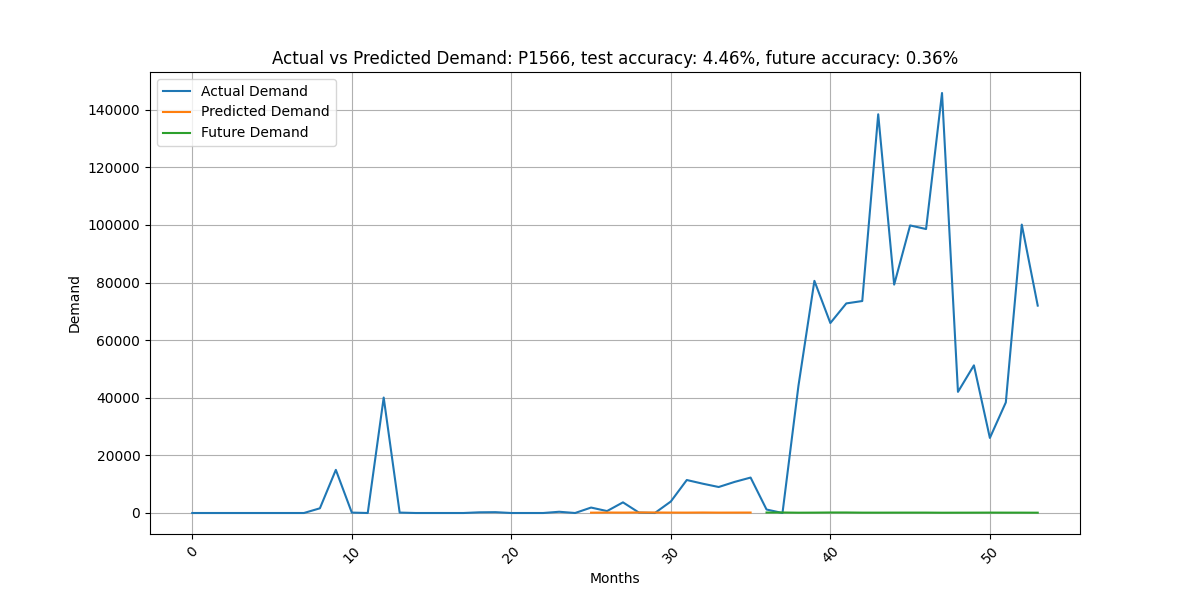 Actual vs Predicted Demand: P1566, test accuracy: 4.46%, future accuracy: 0.36%
Actual Demand
Predicted Demand
Future Demand
140000
120000
100000
80000
60000
40000
20000
0
Demand
0 10 20 30 40 50
Months